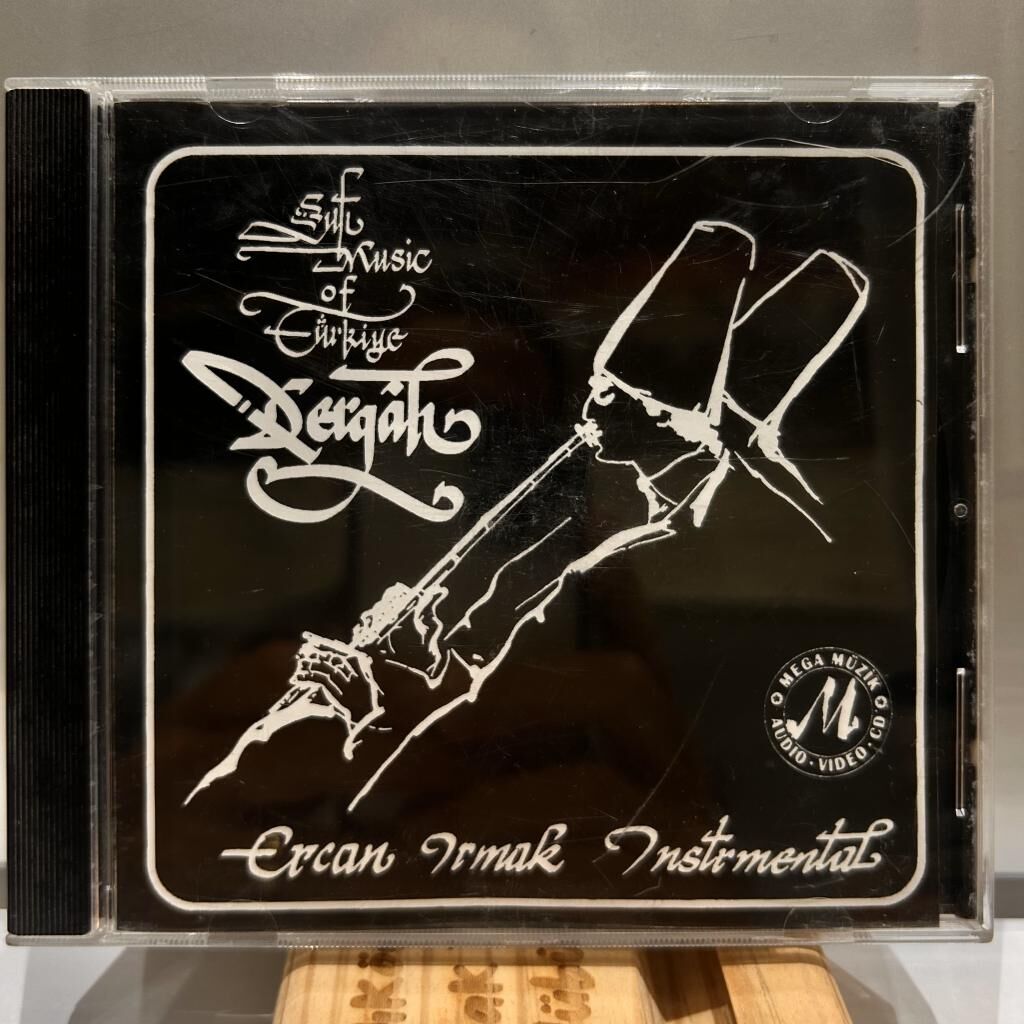 Sufi
Music
of
Türkiye
Dergâh
MEGA MÜZİK
M
AUDIO · VIDEO · CD
Ercan Irmak Instrmental